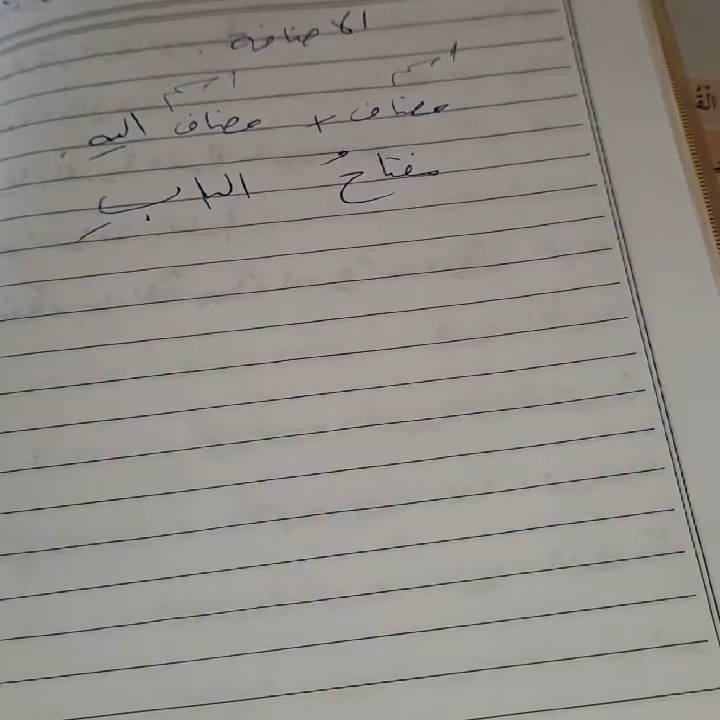 الاضافة
اسم اسم
مضاف + مضاف اليه
مفتاحُ البابِ